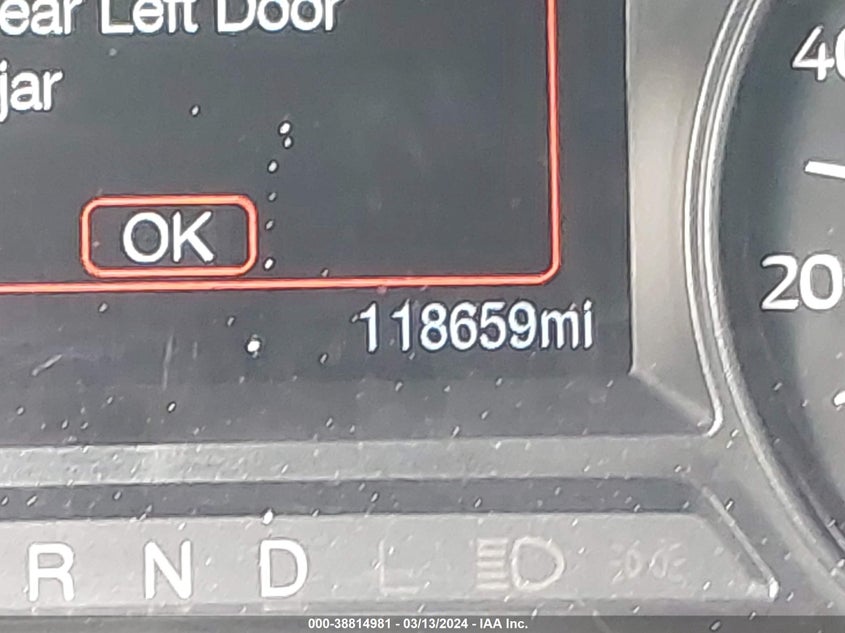 ear Left Door
jar
OK
118659mi
40
20
R N D L
000-38814981 - 03/13/2024 - IAA Inc.